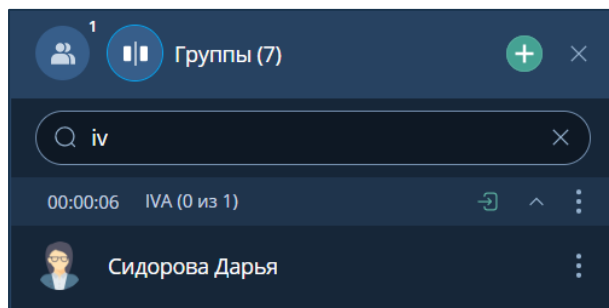 1
Группы (7)
iv
00:00:06 IVA (0 из 1)
Сидорова Дарья